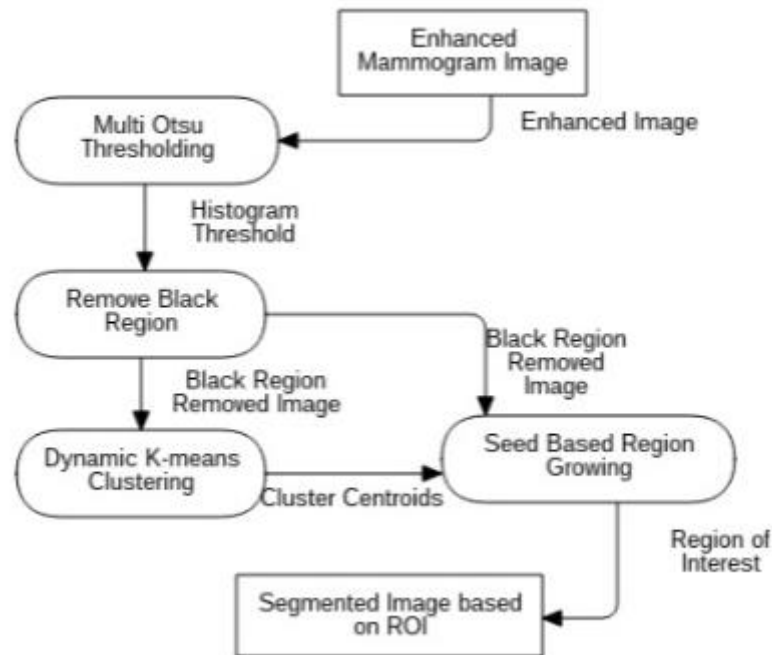 Enhanced
Mammogram Image
Enhanced Image
Multi Otsu
Thresholding
Histogram
Threshold
Remove Black
Region
Black Region
Removed
Image
Black Region
Removed Image
Dynamic K-means
Clustering
Seed Based Region
Growing
Cluster Centroids
Region of
Interest
Segmented Image based
on ROI